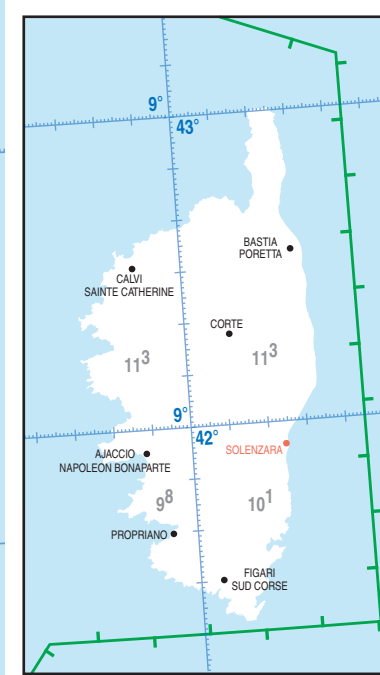 9°
43°
BASTIA
PORETTA
CALVI
SAINTE CATHERINE
CORTE
11³
11³
9°
42°
SOLENZARA
AJACCIO
NAPOLEON BONAPARTE
9⁸
10¹
PROPRIANO
FIGARI
SUD CORSE